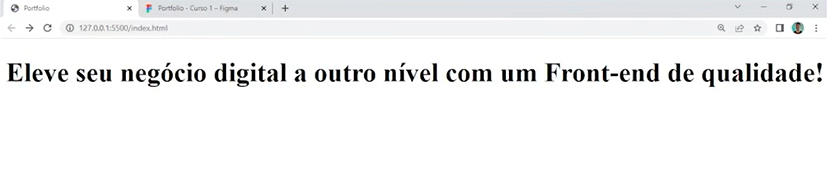 Portfolio
Portfolio - Curso 1 – Figma
127.0.0.1:5500/index.html
Eleve seu negócio digital a outro nível com um Front-end de qualidade!